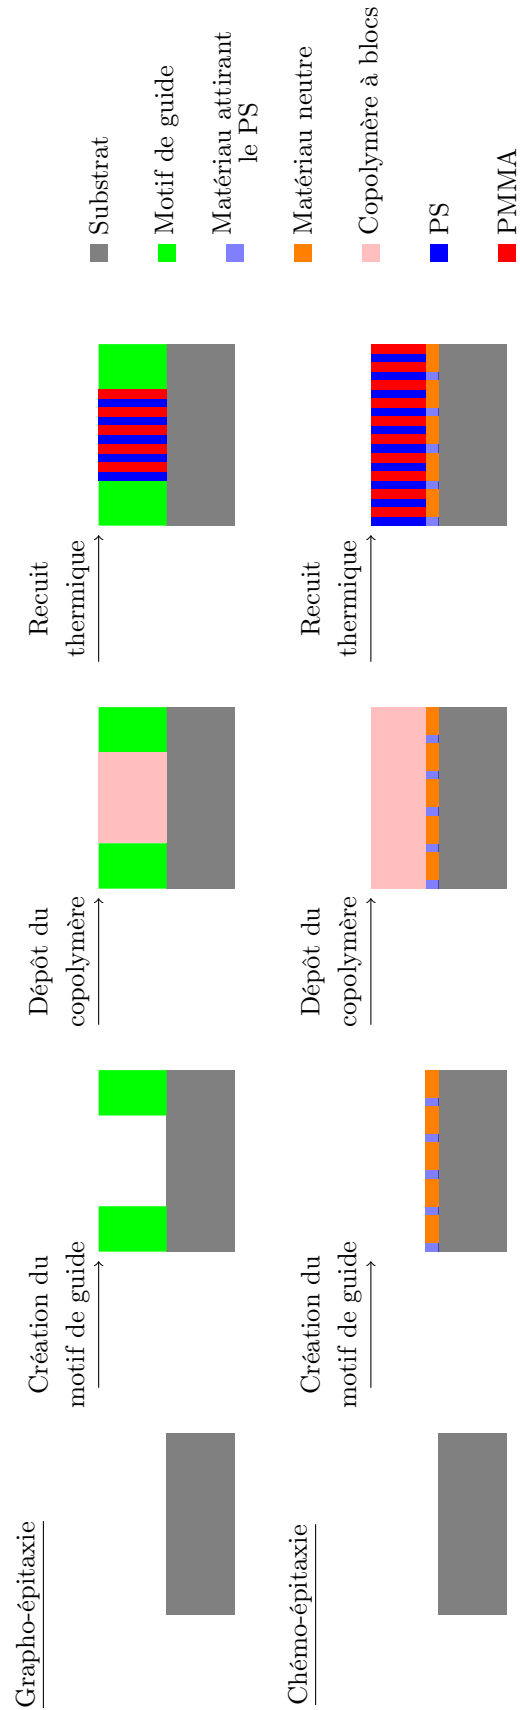 Grapho-épitaxie
Création du
motif de guide
Dépôt du
copolymère
Recuit
thermique
Chémo-épitaxie
Création du
motif de guide
Dépôt du
copolymère
Recuit
thermique
Substrat
Motif de guide
Matériau attirant
le PS
Matériau neutre
Copolymère à blocs
PS
PMMA